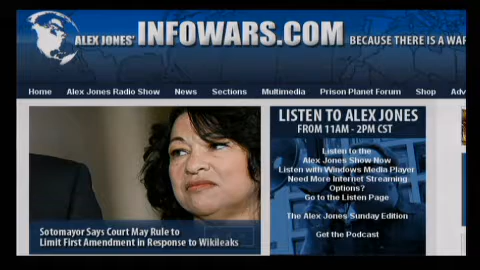 ALEX JONES' INFOWARS.COM BECAUSE THERE IS A WAR
Home Alex Jones Radio Show News Sections Multimedia Prison Planet Forum Shop Adv
LISTEN TO ALEX JONES
FROM 11AM - 2PM CST
Listen to the
Alex Jones Show Now
Listen with Windows Media Player
Need More Internet Streaming
Options?
Go to the Listen Page
The Alex Jones Sunday Edition
Get the Podcast
Sotomayor Says Court May Rule to
Limit First Amendment in Response to Wikileaks